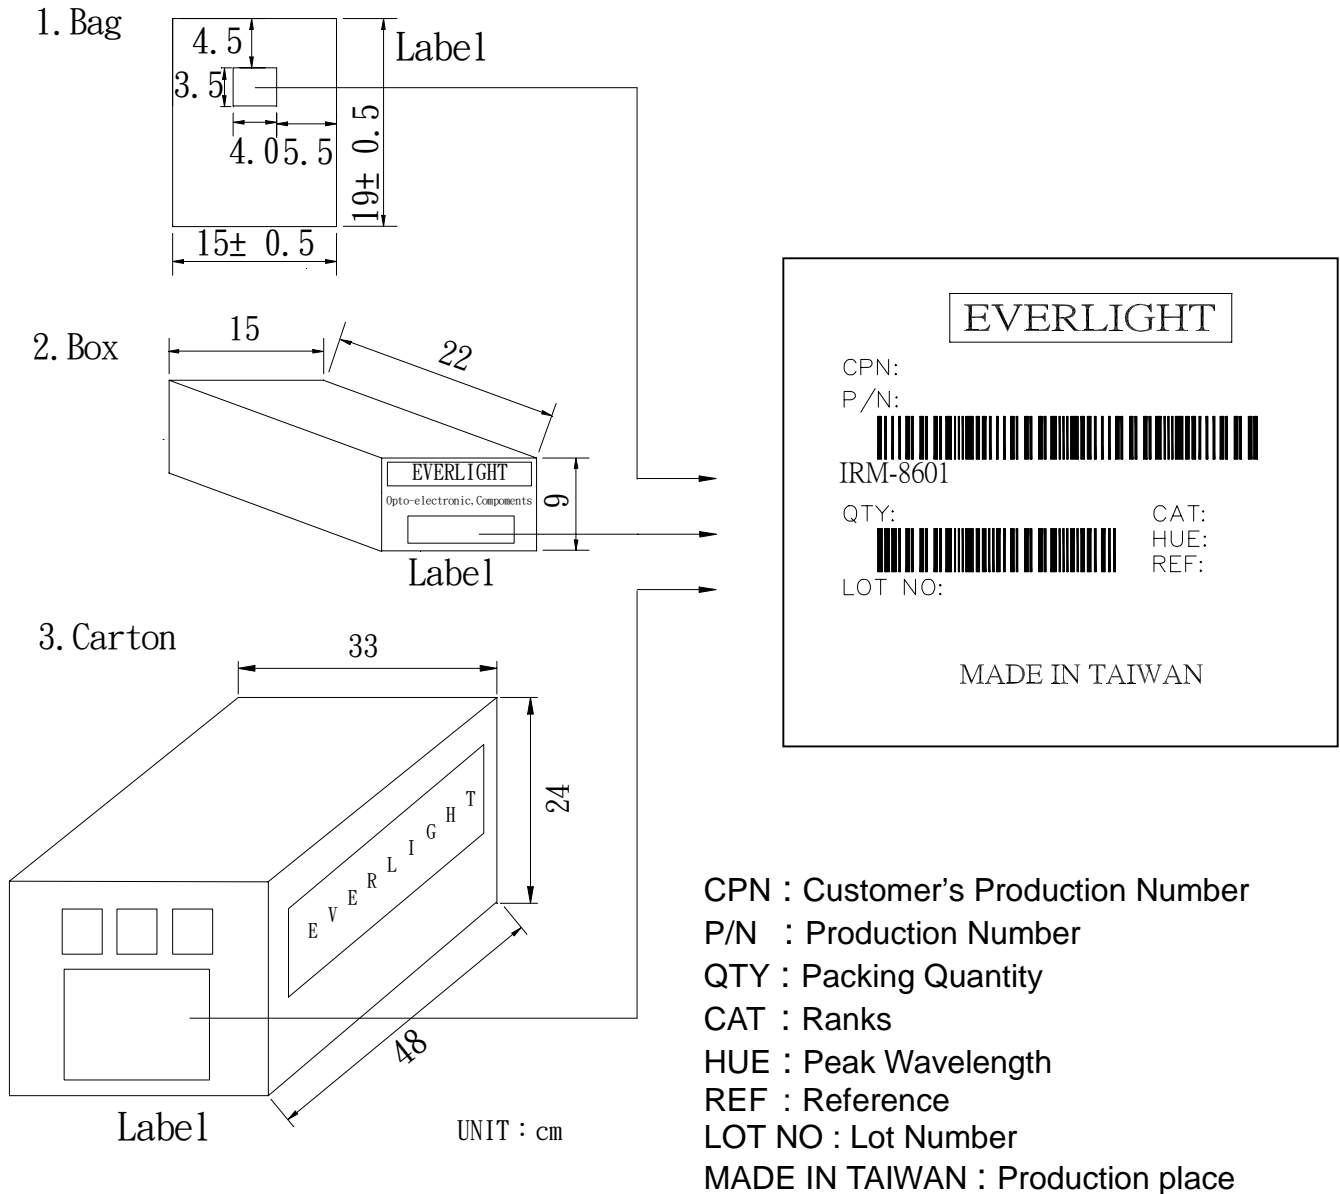 1. Bag
4.5
Label
3.5
4.0
5.5
19± 0.5
15± 0.5
2. Box
15
22
EVERLIGHT
Opto-electronic, Compoments
9
Label
3. Carton
33
24
EVERLIGHT
48
Label
UNIT：cm
EVERLIGHT
CPN:
P/N:
IRM-8601
QTY:
CAT:
HUE:
REF:
LOT NO:
MADE IN TAIWAN
CPN：Customer’s Production Number
P/N ：Production Number
QTY：Packing Quantity
CAT：Ranks
HUE：Peak Wavelength
REF：Reference
LOT NO : Lot Number
MADE IN TAIWAN：Production place